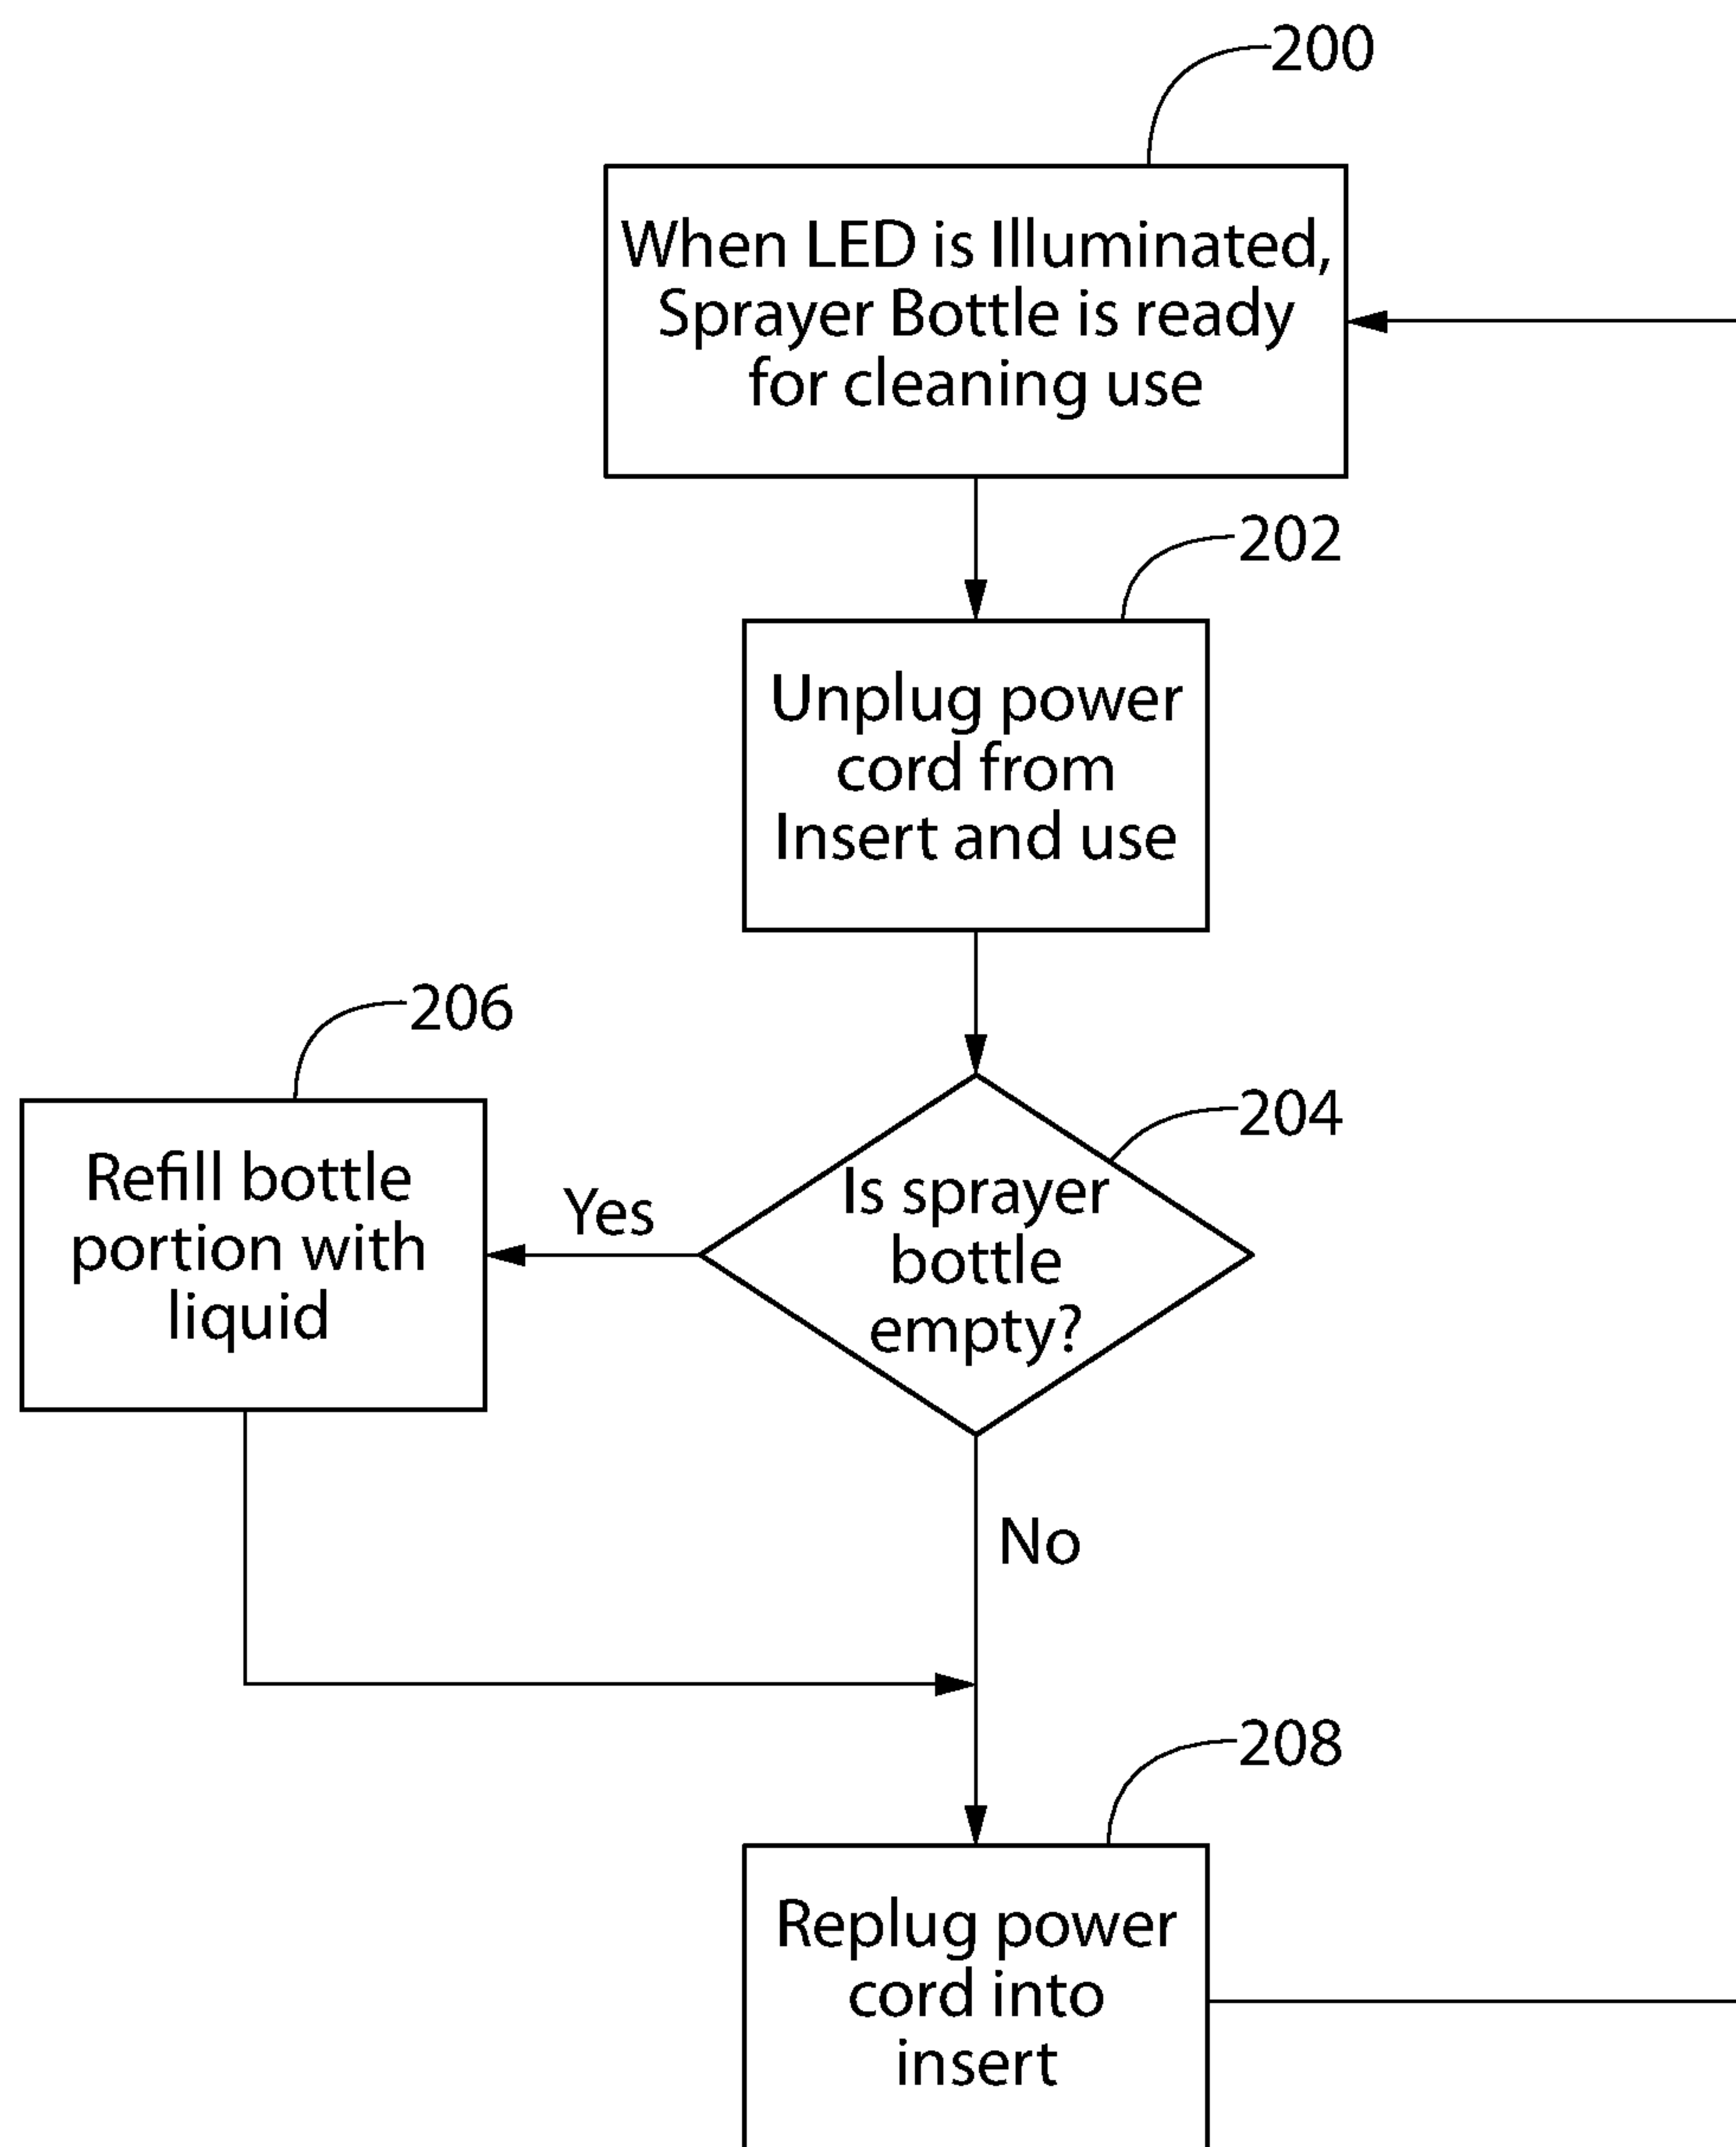 200
When LED is Illuminated,
Sprayer Bottle is ready
for cleaning use
202
Unplug power
cord from
Insert and use
206
Refill bottle
portion with
liquid
Yes
204
Is sprayer
bottle
empty?
No
208
Replug power
cord into
insert